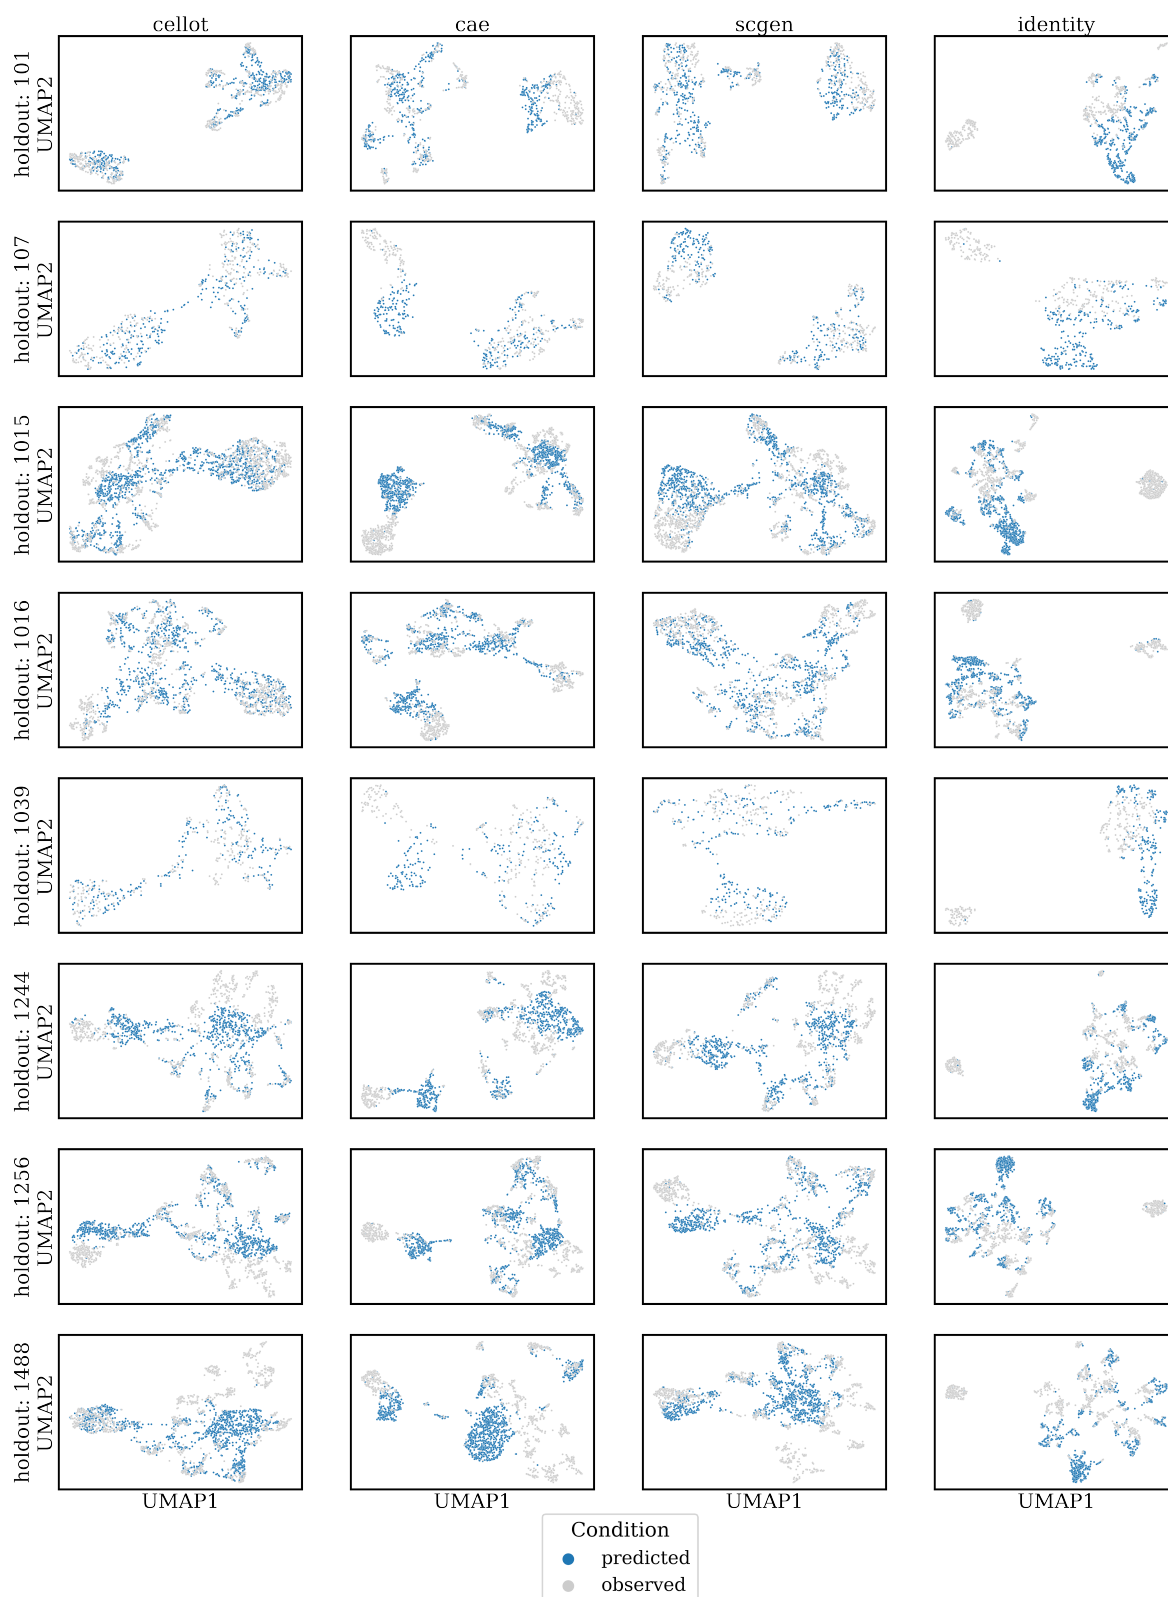 cellot cae scgen identity
holdout: 101
UMAP2
holdout: 107
UMAP2
holdout: 1015
UMAP2
holdout: 1016
UMAP2
holdout: 1039
UMAP2
holdout: 1244
UMAP2
holdout: 1256
UMAP2
holdout: 1488
UMAP2
UMAP1 UMAP1 UMAP1 UMAP1
Condition
predicted
observed